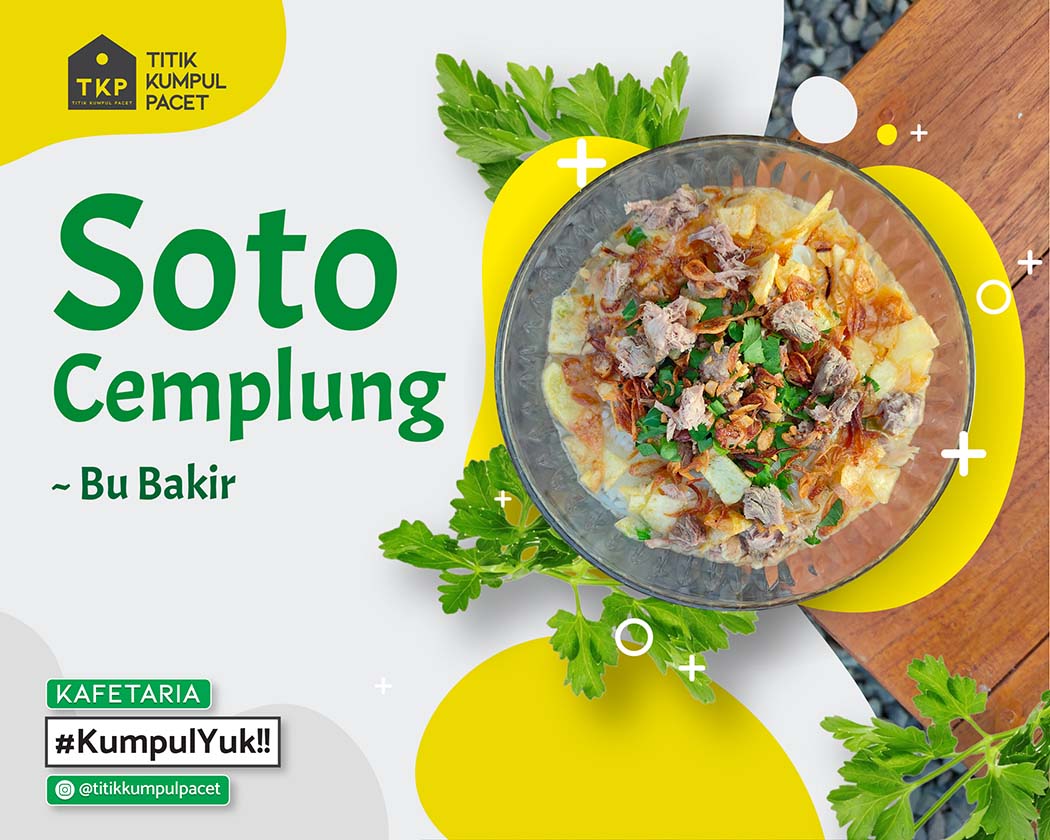 TKP
TITIK KUMPUL PACET
TITIK
KUMPUL
PACET
Soto
Cemplung
~ Bu Bakir
KAFETARIA
#KumpulYuk!!
@titikkumpulpacet